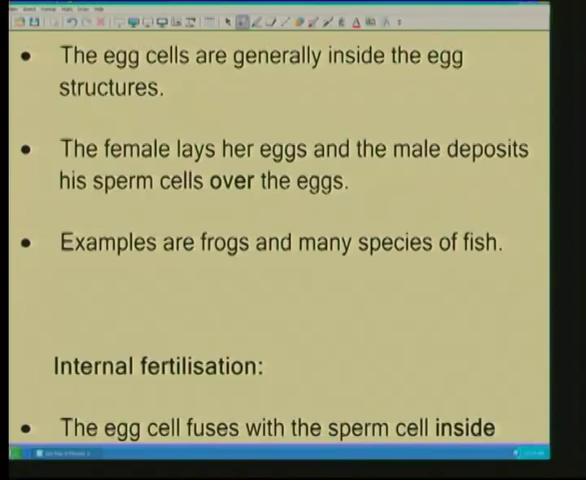 • The egg cells are generally inside the egg
structures.
• The female lays her eggs and the male deposits
his sperm cells over the eggs.
• Examples are frogs and many species of fish.
Internal fertilisation:
• The egg cell fuses with the sperm cell inside